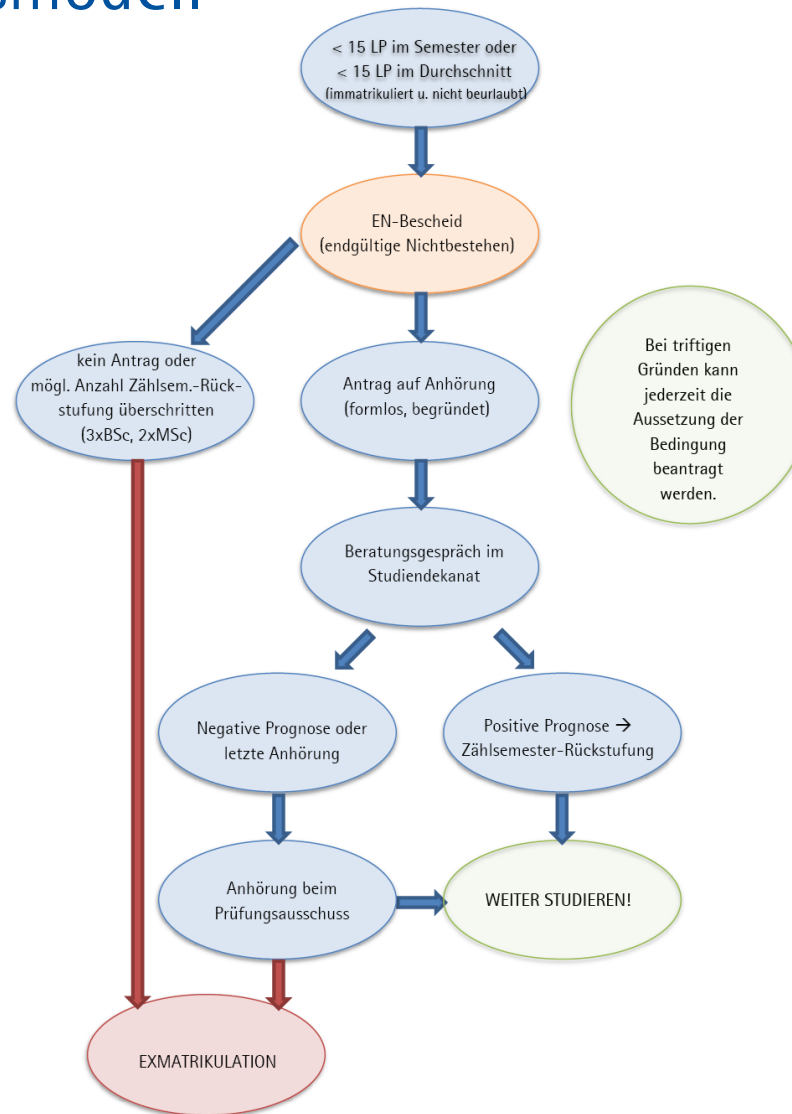 < 15 LP im Semester oder
< 15 LP im Durchschnitt
(immatrikuliert u. nicht beurlaubt)
EN-Bescheid
(endgültige Nichtbestehen)
kein Antrag oder
mögl. Anzahl Zählsem.-Rück-
stufung überschritten
(3xBSc, 2xMSc)
Antrag auf Anhörung
(formlos, begründet)
Bei triftigen
Gründen kann
jederzeit die
Aussetzung der
Bedingung
beantragt
werden.
Beratungsgespräch im
Studiendekanat
Negative Prognose oder
letzte Anhörung
Positive Prognose →
Zählsemester-Rückstufung
Anhörung beim
Prüfungsausschuss
WEITER STUDIEREN!
EXMATRIKULATION